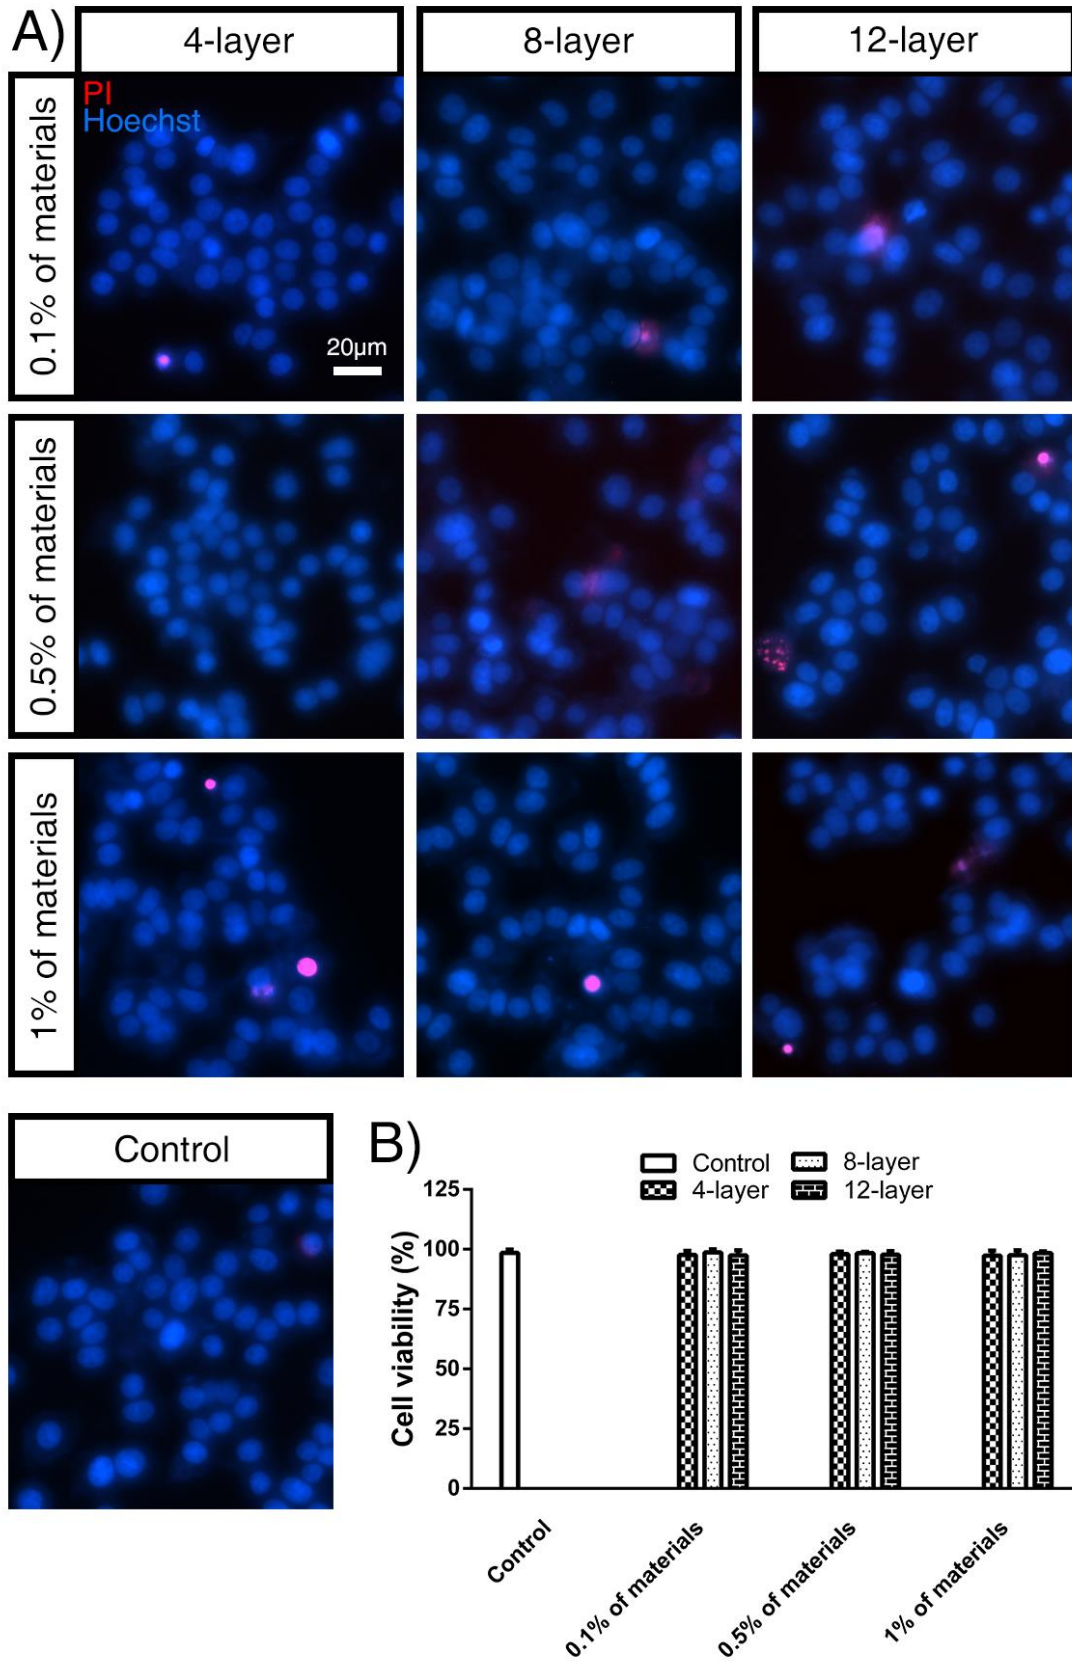 A)
4-layer
8-layer
12-layer
0.1% of materials
PI
Hoechst
20µm
0.5% of materials
1% of materials
Control
B)
Control
8-layer
4-layer
12-layer
Cell viability (%)
125
100
75
50
25
0
Control
0.1% of materials
0.5% of materials
1% of materials